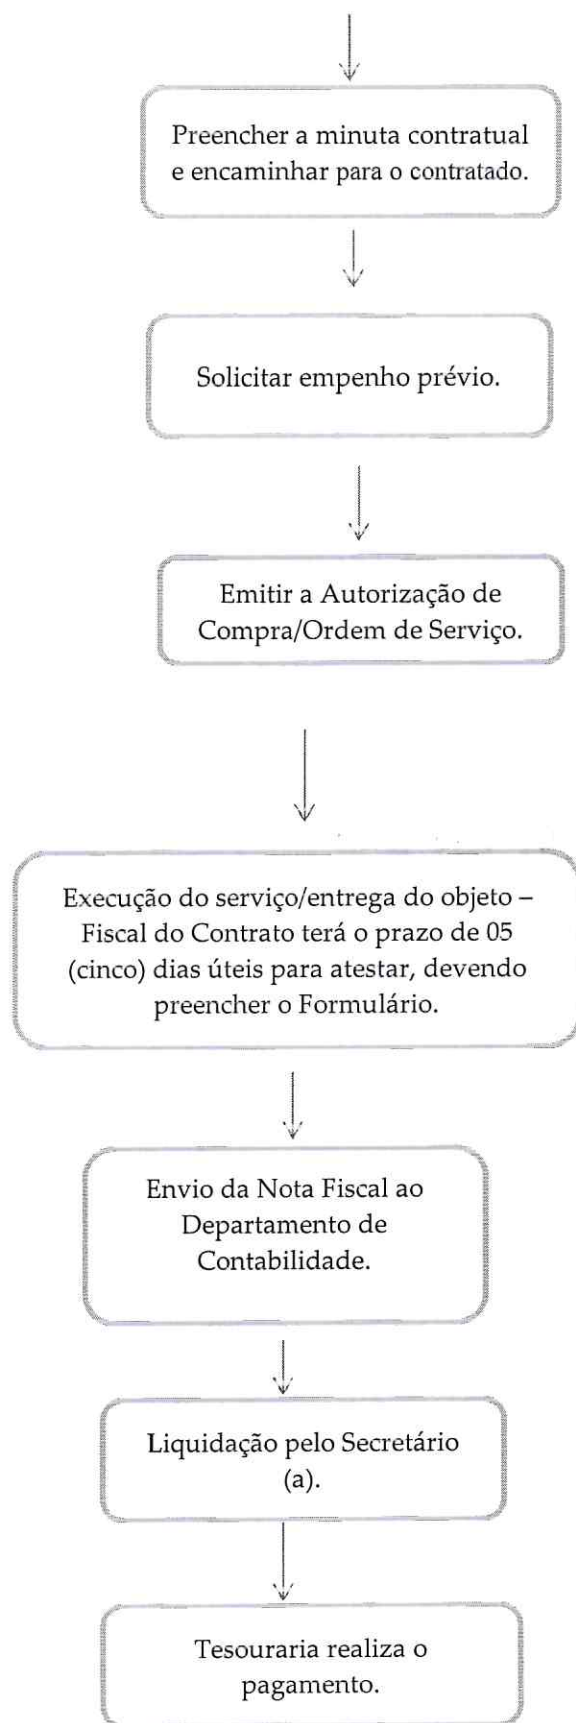 Preencher a minuta contratual
e encaminhar para o contratado.
Solicitar empenho prévio.
Emitir a Autorização de
Compra/Ordem de Serviço.
Execução do serviço/entrega do objeto –
Fiscal do Contrato terá o prazo de 05
(cinco) dias úteis para atestar, devendo
preencher o Formulário.
Envio da Nota Fiscal ao
Departamento de
Contabilidade.
Liquidação pelo Secretário
(a).
Tesouraria realiza o
pagamento.